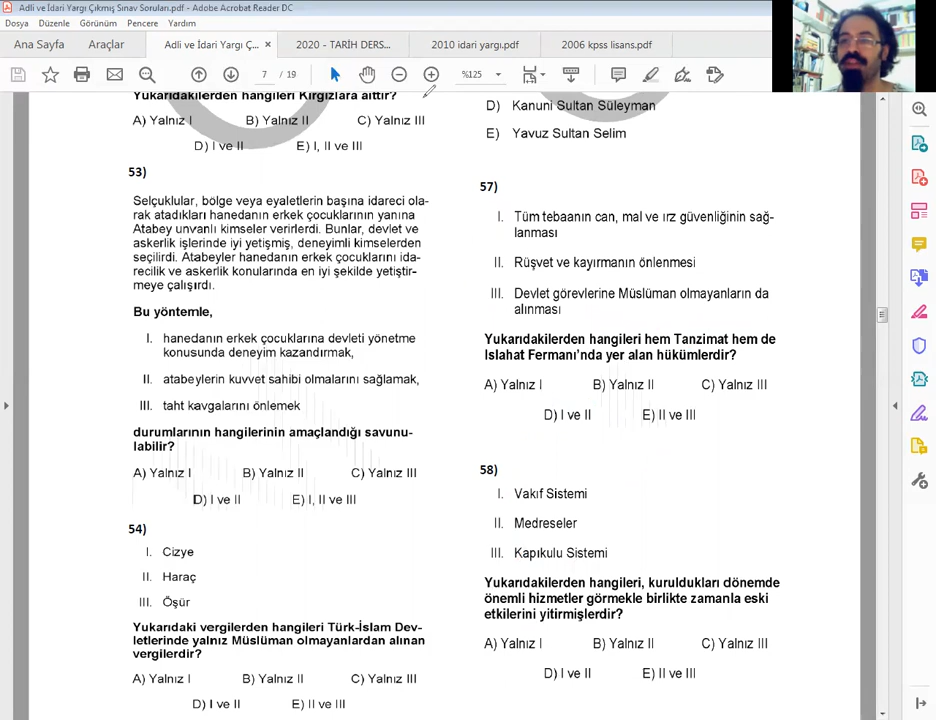 Adli ve İdari Yargı Çıkmış Sınav Soruları.pdf - Adobe Acrobat Reader DC
Dosya Düzenle Görünüm Pencere Yardım
Ana Sayfa Araçlar Adli ve İdari Yargı Ç... × 2020 - TARİH DERS... 2010 idari yargı.pdf 2006 kpss lisans.pdf
7 / 19 %125
Yukarıdakilerden hangileri Kırgızlara aittir?
A) Yalnız I B) Yalnız II C) Yalnız III
D) I ve II E) I, II ve III
53)
Selçuklular, bölge veya eyaletlerin başına idareci ola-
rak atadıkları hanedanın erkek çocuklarının yanına
Atabey unvanlı kimseler verirlerdi. Bunlar, devlet ve
askerlik işlerinde iyi yetişmiş, deneyimli kimselerden
seçilirdi. Atabeyler hanedanın erkek çocuklarını ida-
recilik ve askerlik konularında en iyi şekilde yetiştir-
meye çalışırdı.
Bu yöntemle,
I. hanedanın erkek çocuklarına devleti yönetme
konusunda deneyim kazandırmak,
II. atabeylerin kuvvet sahibi olmalarını sağlamak,
III. taht kavgalarını önlemek
durumlarının hangilerinin amaçlandığı savunu-
labilir?
A) Yalnız I B) Yalnız II C) Yalnız III
D) I ve II E) I, II ve III
54)
I. Cizye
II. Haraç
III. Öşür
Yukarıdaki vergilerden hangileri Türk-İslam Dev-
letlerinde yalnız Müslüman olmayanlardan alınan
vergilerdir?
A) Yalnız I B) Yalnız II C) Yalnız III
D) I ve II E) II ve III
D) Kanuni Sultan Süleyman
E) Yavuz Sultan Selim
57)
I. Tüm tebaanın can, mal ve ırz güvenliğinin sağ-
lanması
II. Rüşvet ve kayırmanın önlenmesi
III. Devlet görevlerine Müslüman olmayanların da
alınması
Yukarıdakilerden hangileri hem Tanzimat hem de
Islahat Fermanı’nda yer alan hükümlerdir?
A) Yalnız I B) Yalnız II C) Yalnız III
D) I ve II E) II ve III
58)
I. Vakıf Sistemi
II. Medreseler
III. Kapıkulu Sistemi
Yukarıdakilerden hangileri, kuruldukları dönemde
önemli hizmetler görmekle birlikte zamanla eski
etkilerini yitirmişlerdir?
A) Yalnız I B) Yalnız II C) Yalnız III
D) I ve II E) II ve III